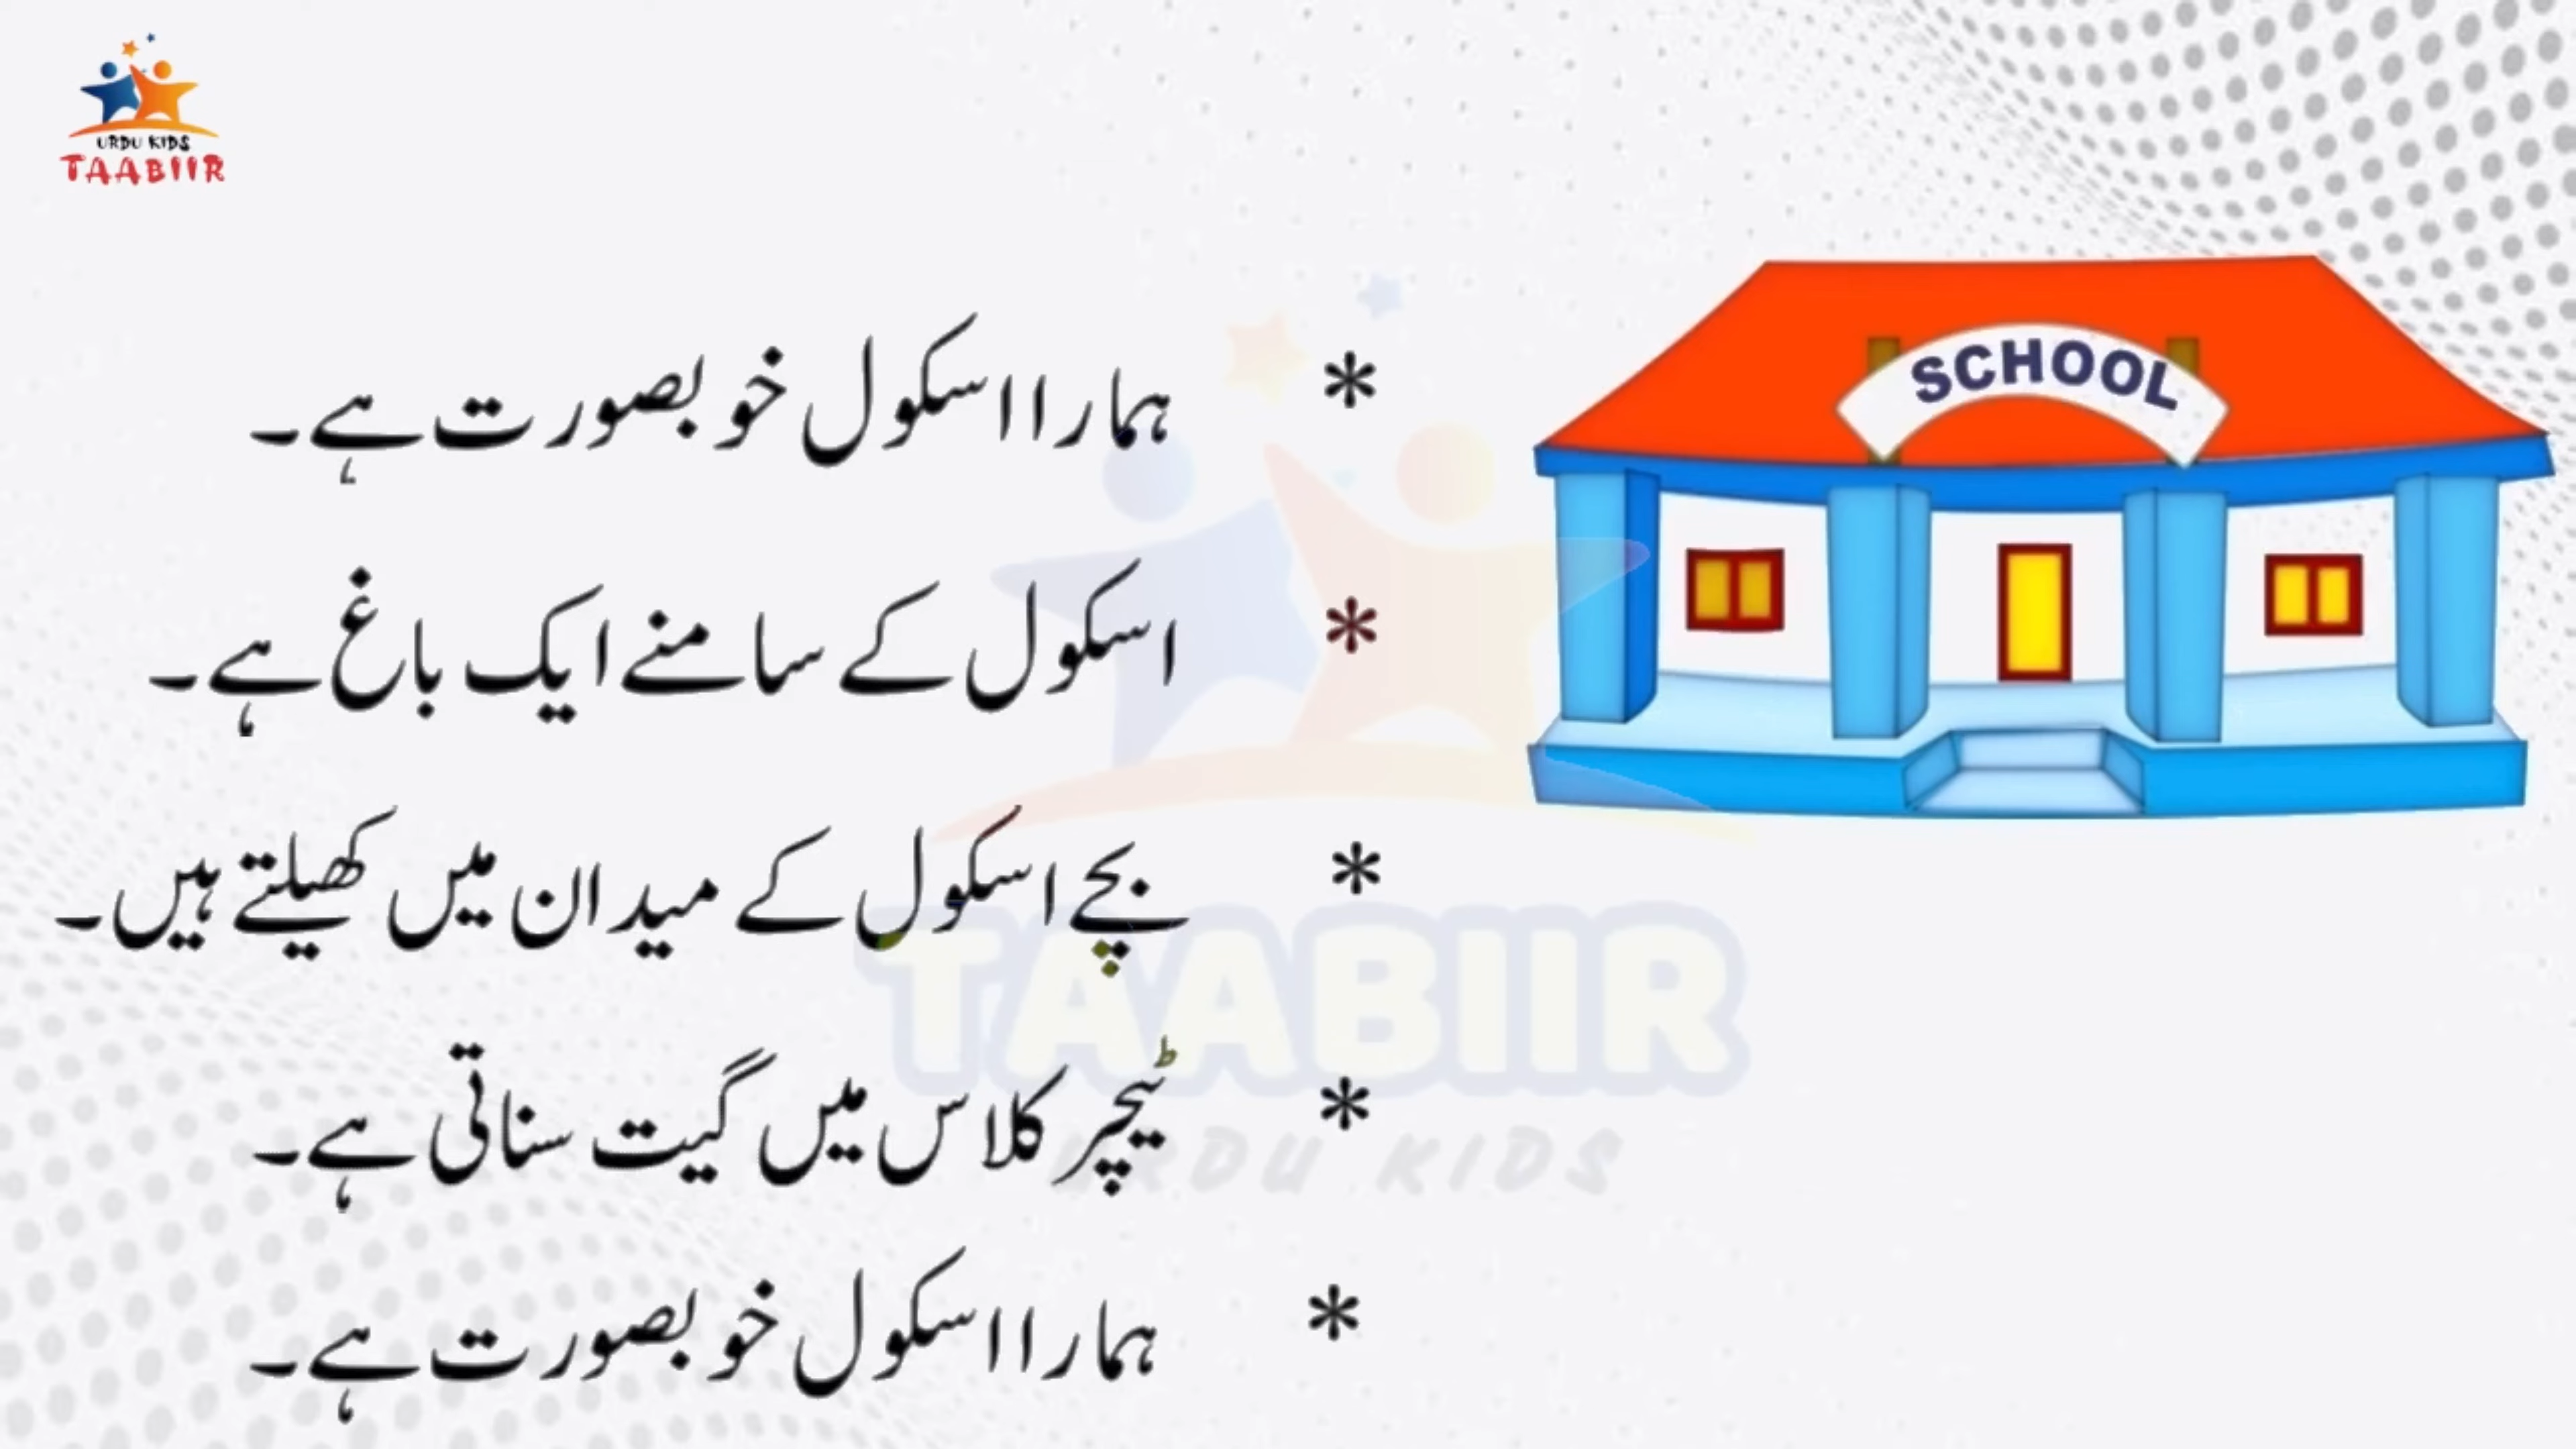 URDU KIDS
TAABIIR
SCHOOL
* ہمارا اسکول خوبصورت ہے۔
* اسکول کے سامنے ایک باغ ہے۔
* بچے اسکول کے میدان میں کھیلتے ہیں۔
* ٹیچر کلاس میں گیت سناتی ہے۔
* ہمارا اسکول خوبصورت ہے۔
TAABIIR
URDU KIDS